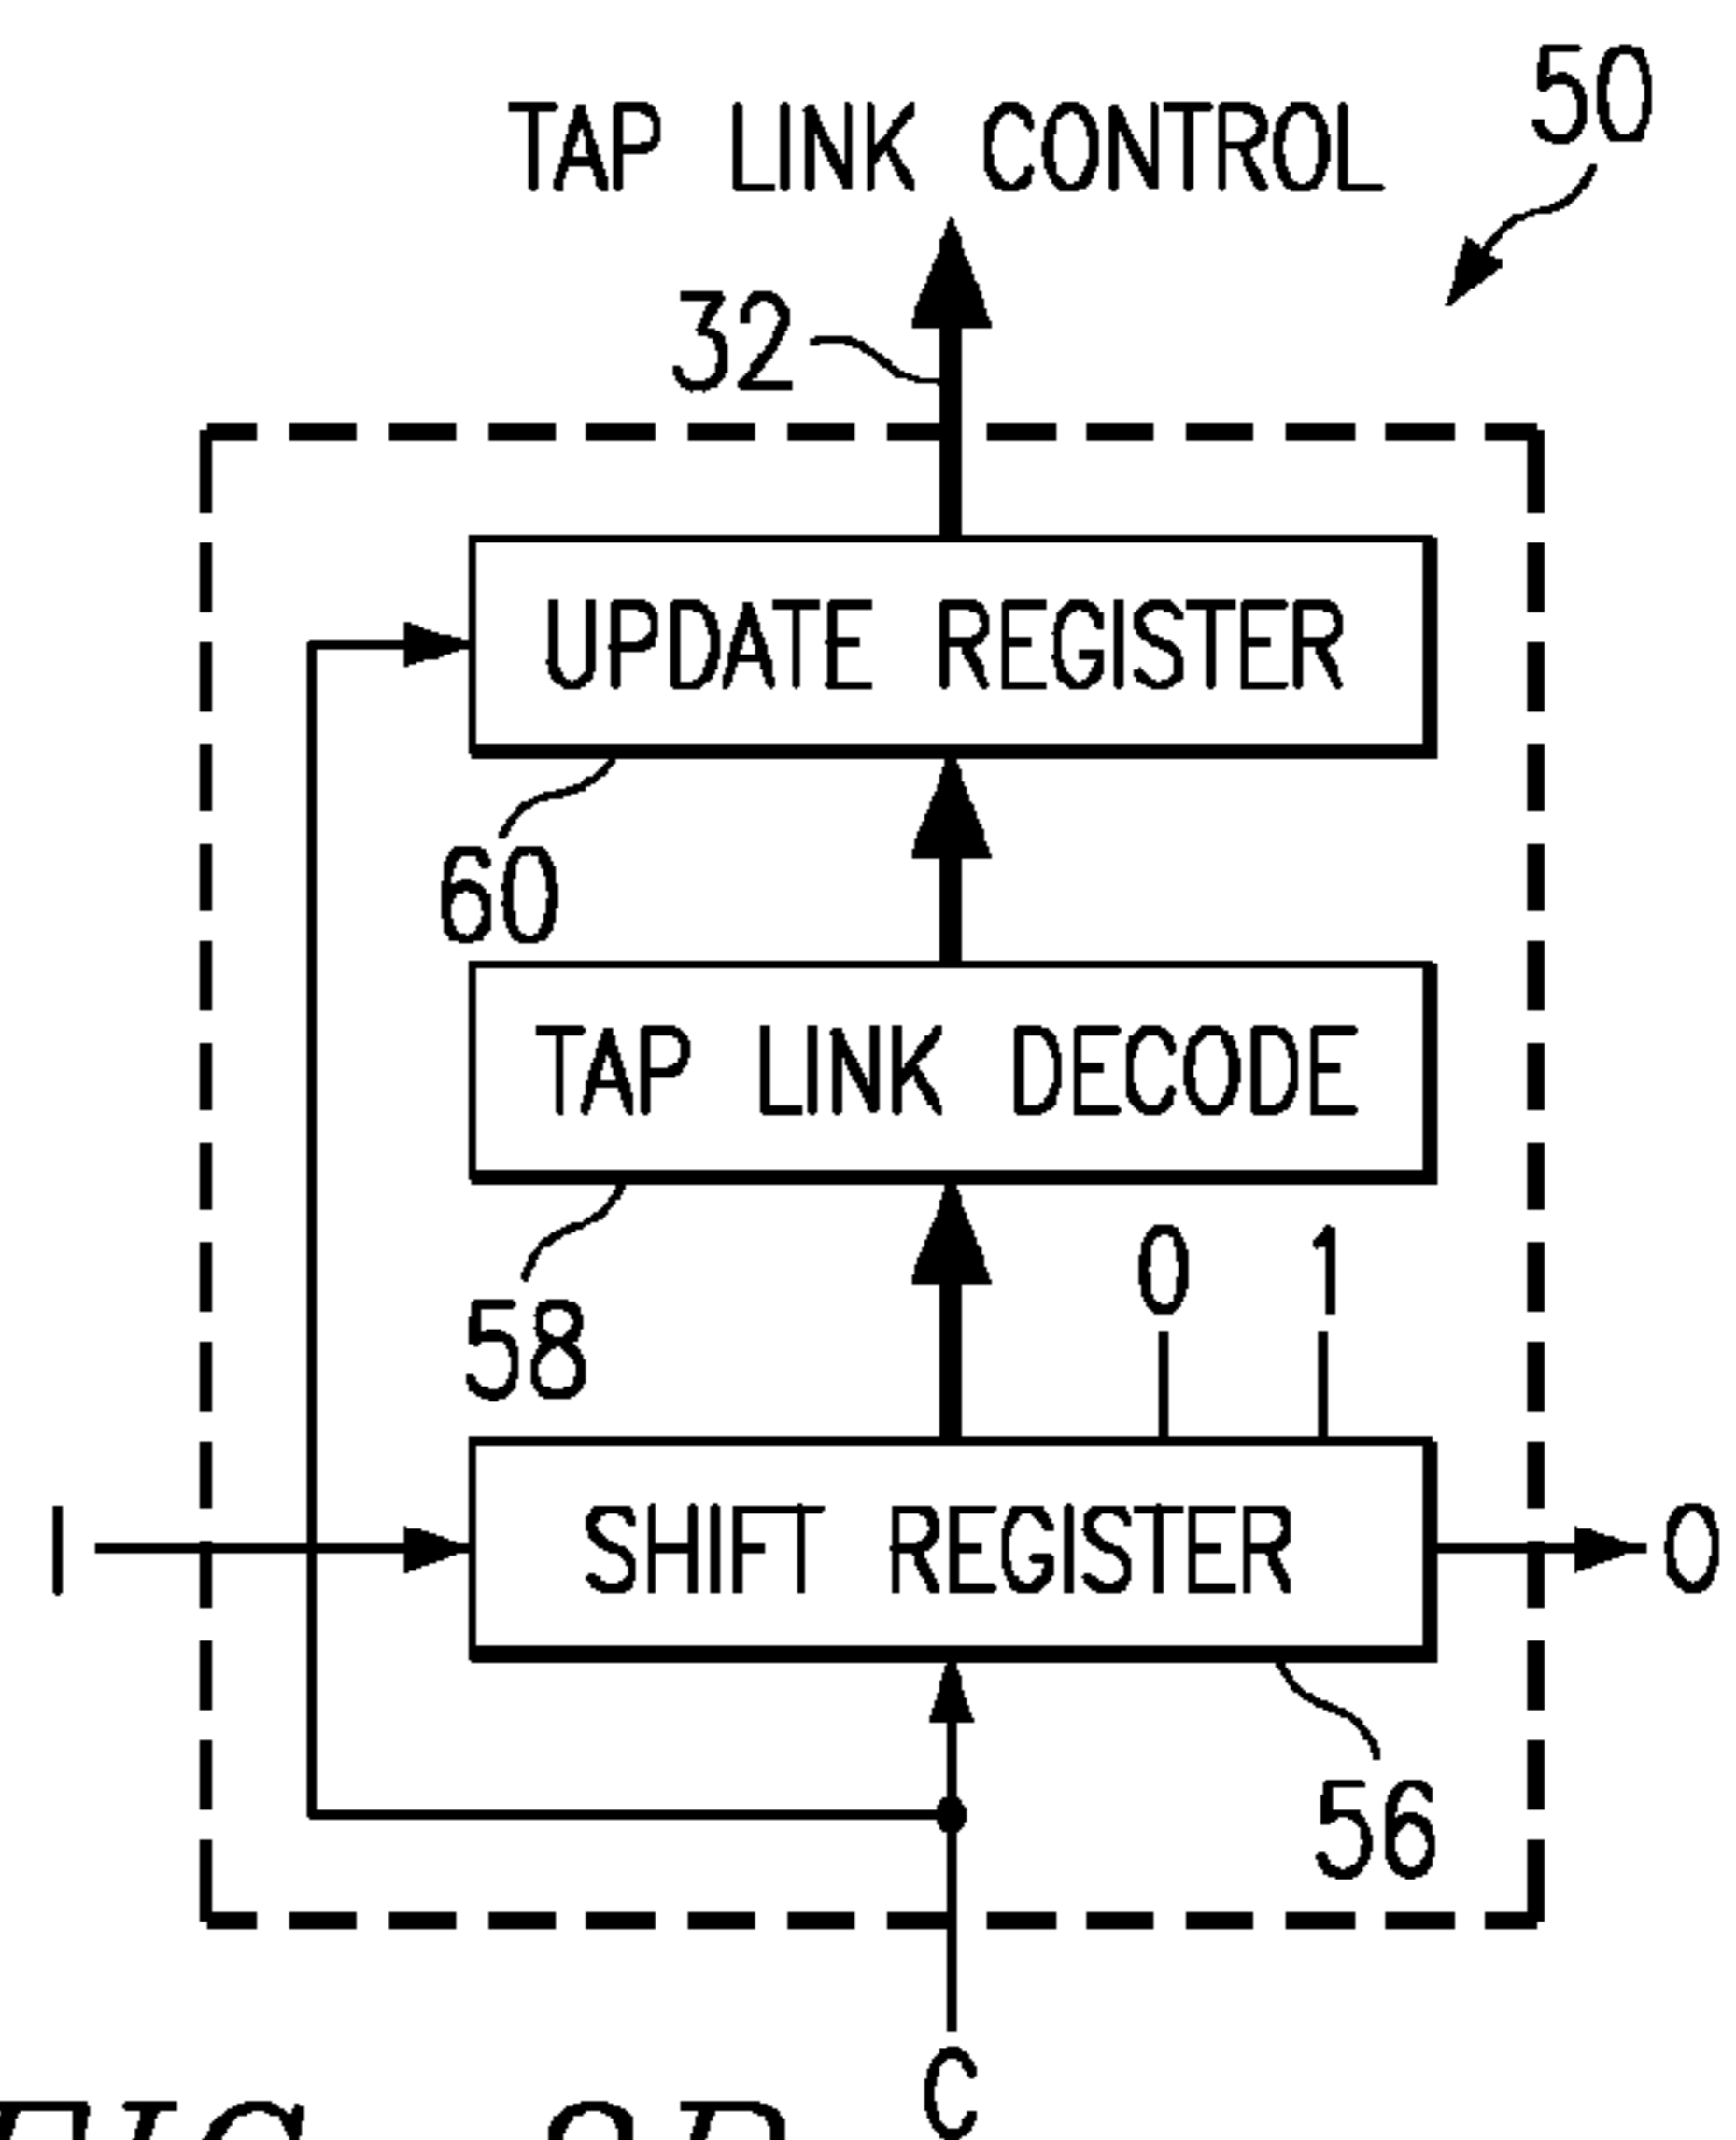 50
TAP LINK CONTROL
32
UPDATE REGISTER
60
TAP LINK DECODE
0 1
58
I SHIFT REGISTER O
56
C